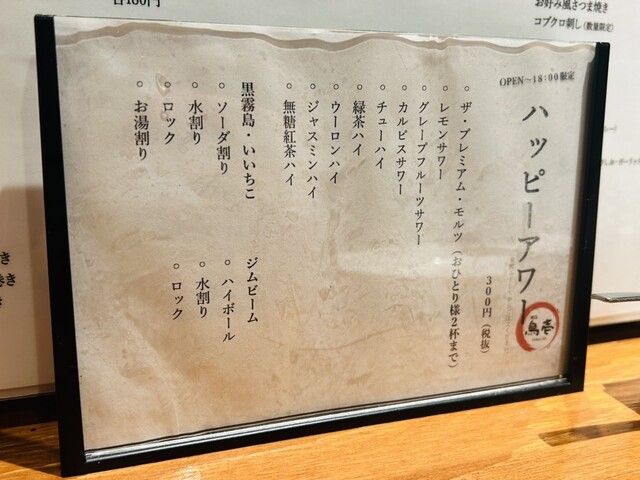 OPEN～18:00限定
ハッピーアワー
300円（税抜）
。ザ・プレミアム・モルツ（おひとり様2杯まで）
。レモンサワー
。グレープフルーツサワー
。カルピスサワー
。チューハイ
。緑茶ハイ
。ウーロンハイ
。ジャスミンハイ
。無糖紅茶ハイ
黒霧島・いいちこ
。ソーダ割り
。水割り
。ロック
。お湯割り
ジムビーム
。ハイボール
。水割り
。ロック
鳥壱
各180円
お好み風さつま焼き
コブクロ刺し（数量限定）